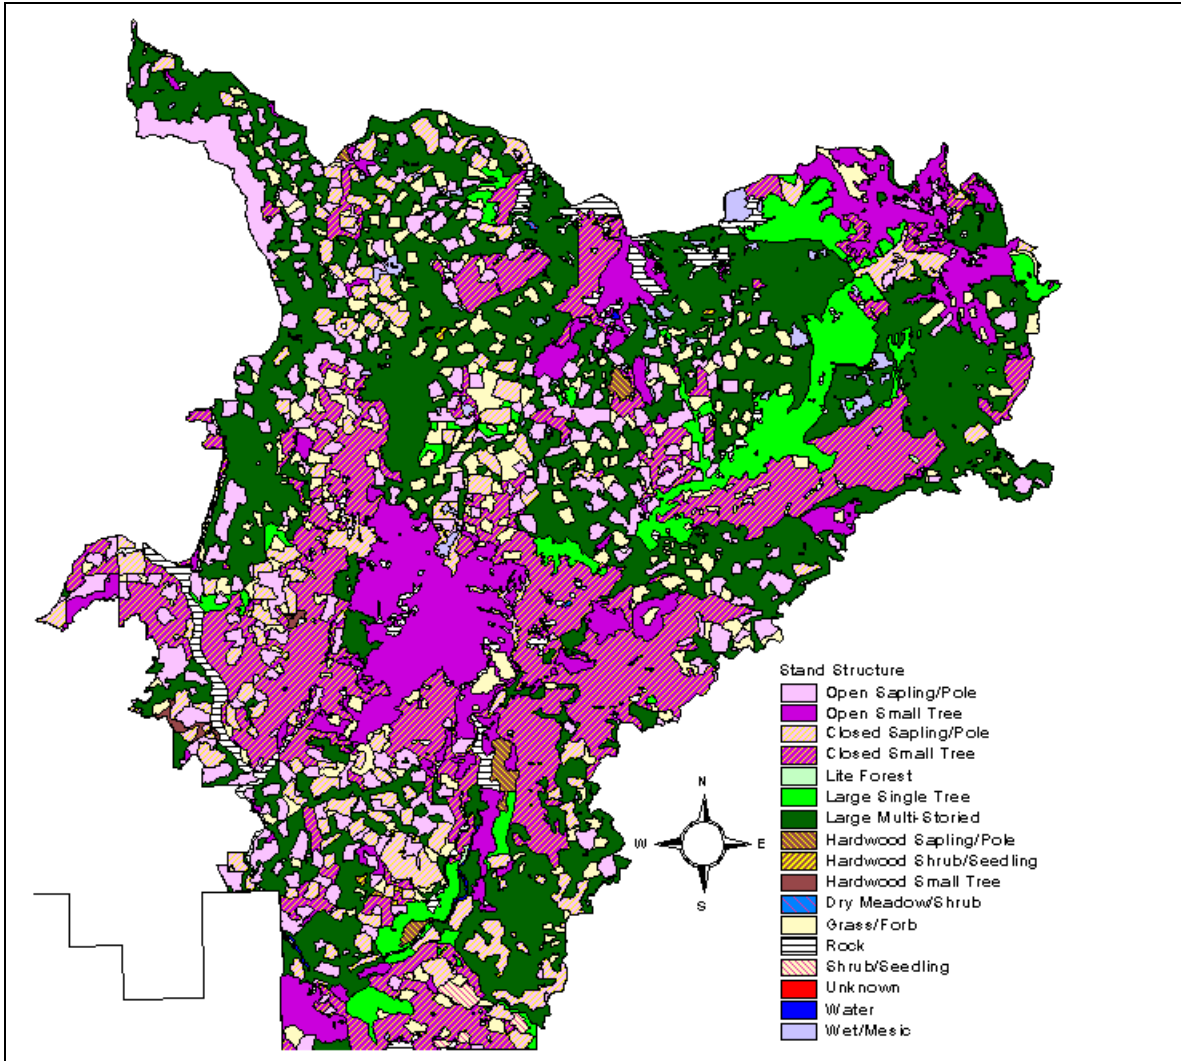 Stand Structure
Open Sapling/Pole
Open Small Tree
Closed Sapling/Pole
Closed Small Tree
Lite Forest
Large Single Tree
Large Multi-Storied
Hardwood Sapling/Pole
Hardwood Shrub/Seedling
Hardwood Small Tree
Dry Meadow/Shrub
Grass/Forb
Rock
Shrub/Seedling
Unknown
Water
Wet/Mesic
N
W E
S